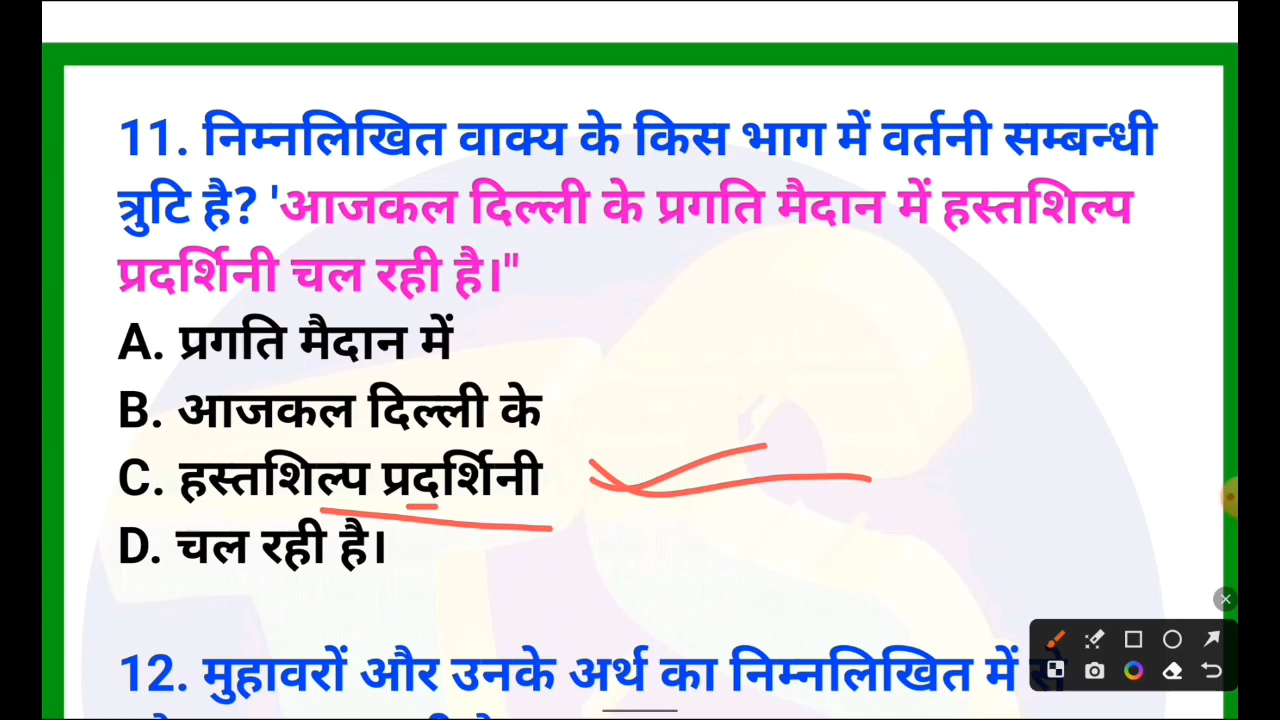 11. निम्नलिखित वाक्य के किस भाग में वर्तनी सम्बन्धी
त्रुटि है? 'आजकल दिल्ली के प्रगति मैदान में हस्तशिल्प
प्रदर्शिनी चल रही है।"
A. प्रगति मैदान में
B. आजकल दिल्ली के
C. हस्तशिल्प प्रदर्शिनी
D. चल रही है।
12. मुहावरों और उनके अर्थ का निम्नलिखित में